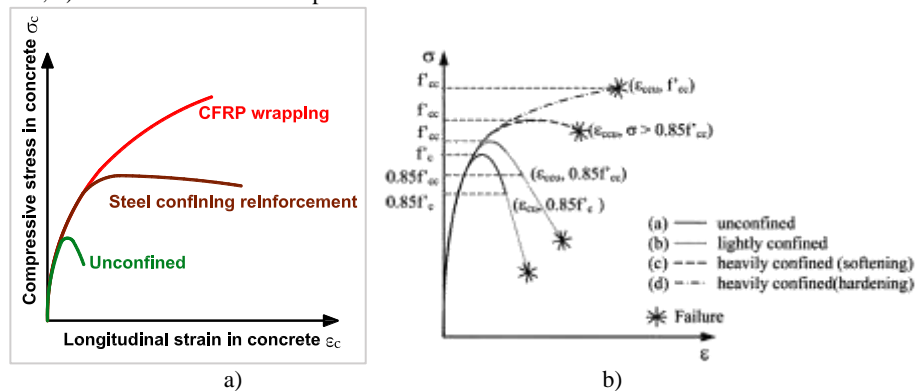 a)
Compressive stress in concrete σc
CFRP wrapping
Steel confining reinforcement
Unconfined
Longitudinal strain in concrete εc
b)
σ
f'cc
(εccu, f'cc)
f'cc
(εccu, σ > 0.85f'cc)
f'cc
f'c
0.85f'cc
(εccu, 0.85f'cc)
0.85f'c
(εcu, 0.85f'c )
(a) unconfined
(b) lightly confined
(c) heavily confined (softening)
(d) heavily confined(hardening)
Failure
ε
a)
b)